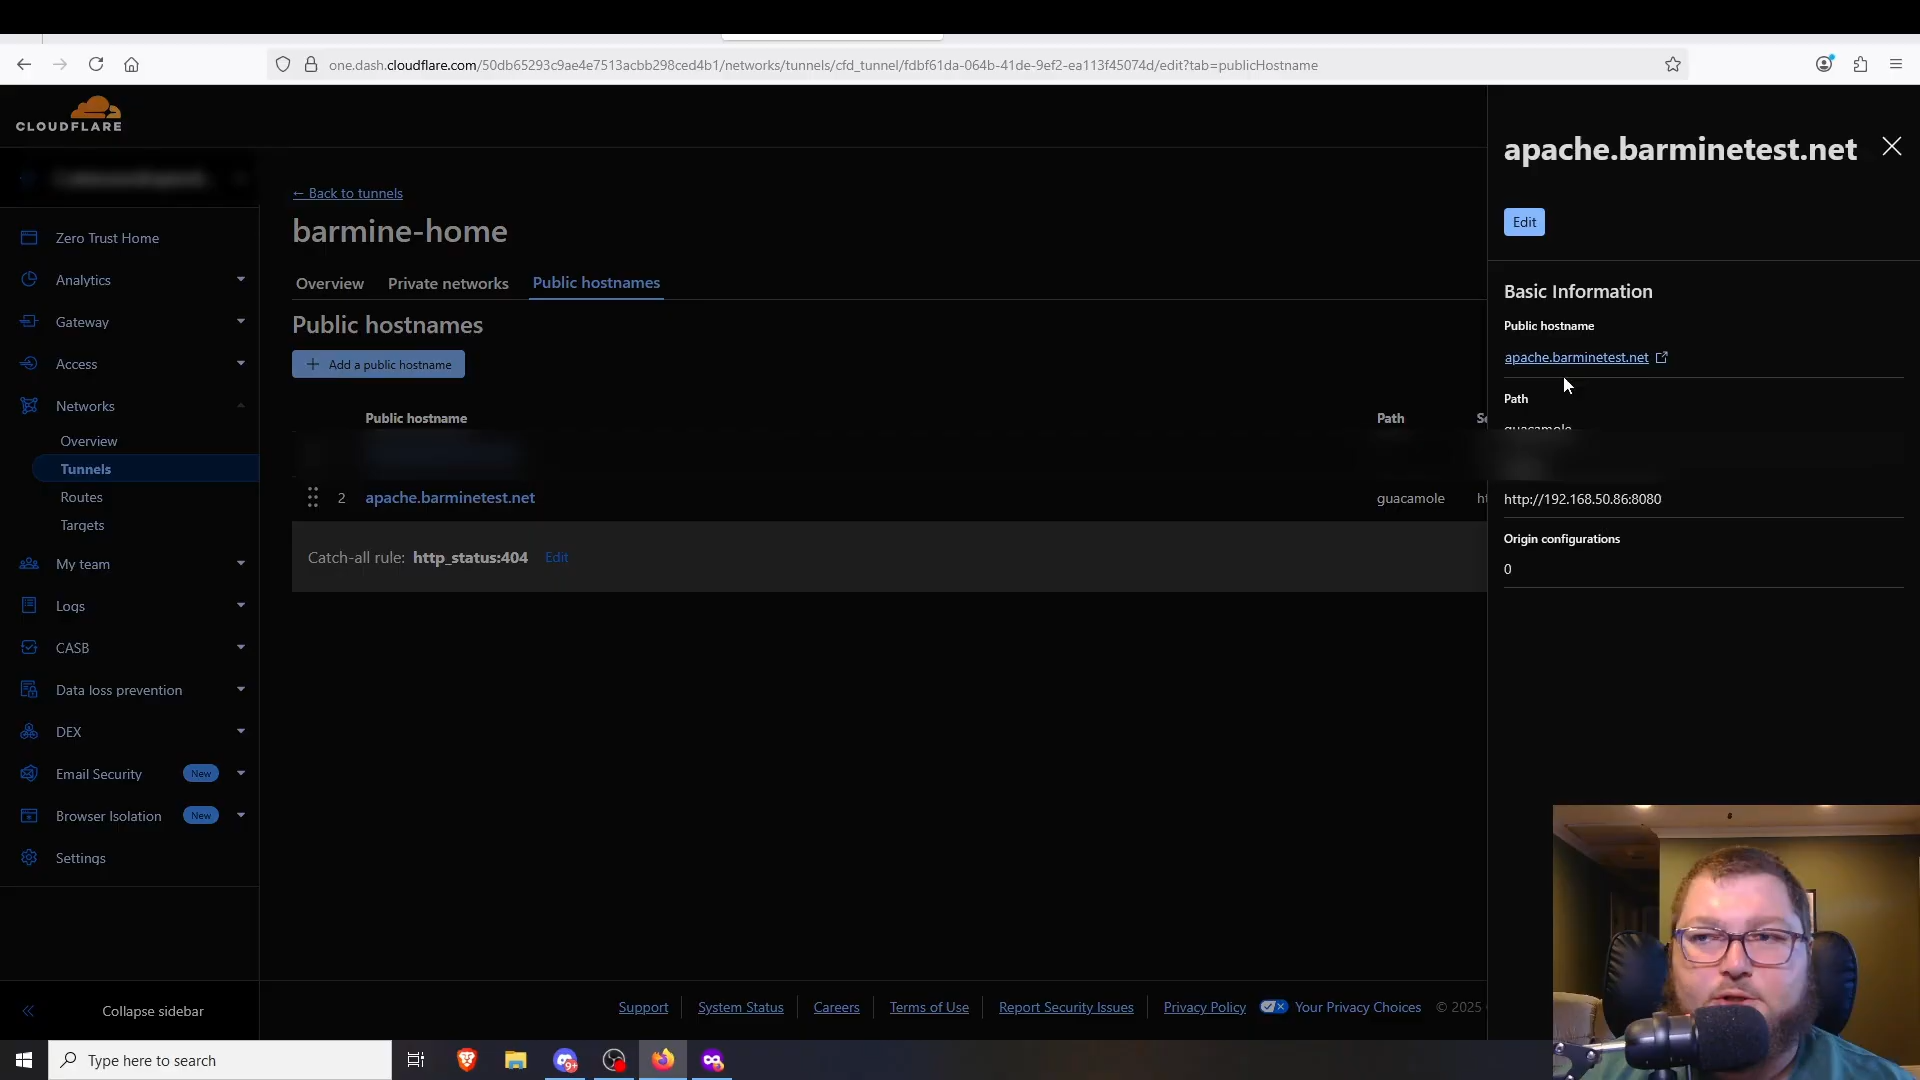 one.dash.cloudflare.com/50db65293c9ae4e7513acbb298ced4b1/networks/tunnels/cfd_tunnel/fdbf61da-064b-41de-9ef2-ea113f45074d/edit?tab=publicHostname
CLOUDFLARE
Zero Trust Home
Analytics
Gateway
Access
Networks
Overview
Tunnels
Routes
Targets
My team
Logs
CASB
Data loss prevention
DEX
Email Security New
Browser Isolation New
Settings
Collapse sidebar
← Back to tunnels
barmine-home
Overview Private networks Public hostnames
Public hostnames
+ Add a public hostname
Public hostname Path
2 apache.barminetest.net guacamole
Catch-all rule: http_status:404 Edit
Support System Status Careers Terms of Use Report Security Issues Privacy Policy Your Privacy Choices © 2025
apache.barminetest.net
Edit
Basic Information
Public hostname
apache.barminetest.net
Path
guacamole
http://192.168.50.86:8080
Origin configurations
0
Type here to search
9+